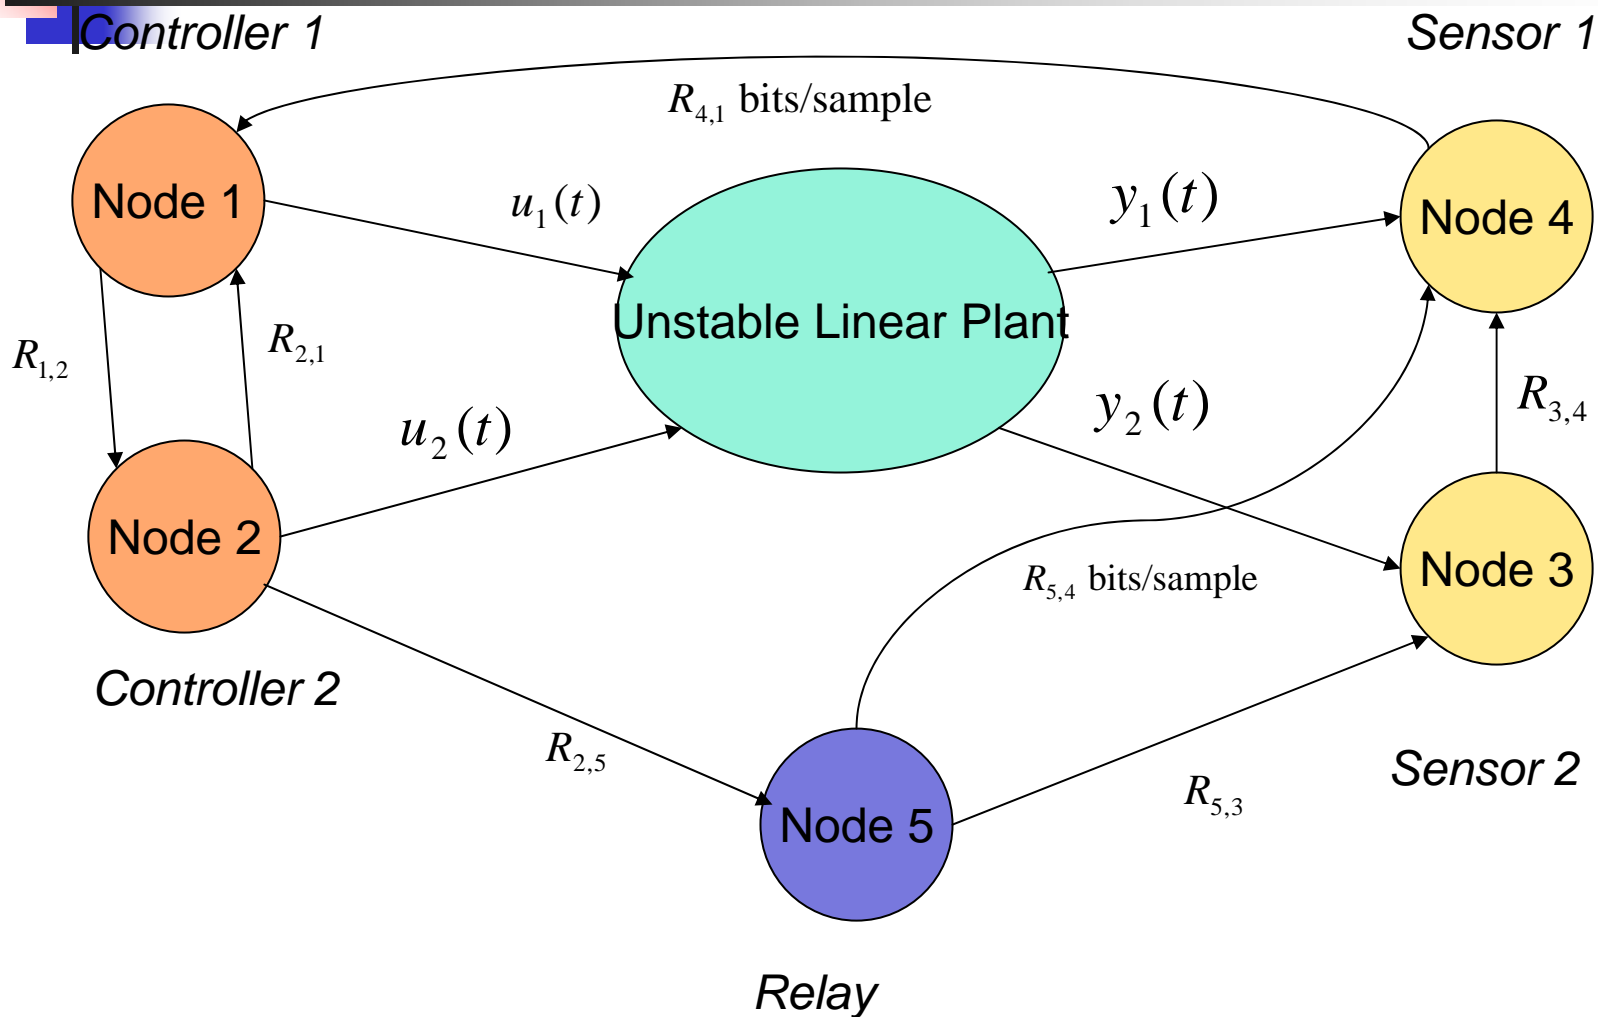 Controller 1
Sensor 1
R4,1 bits/sample
Node 1
u1(t)
y1(t)
Node 4
Unstable Linear Plant
R1,2
R2,1
u2(t)
y2(t)
R3,4
Node 2
R5,4 bits/sample
Node 3
Controller 2
R2,5
Sensor 2
R5,3
Node 5
Relay